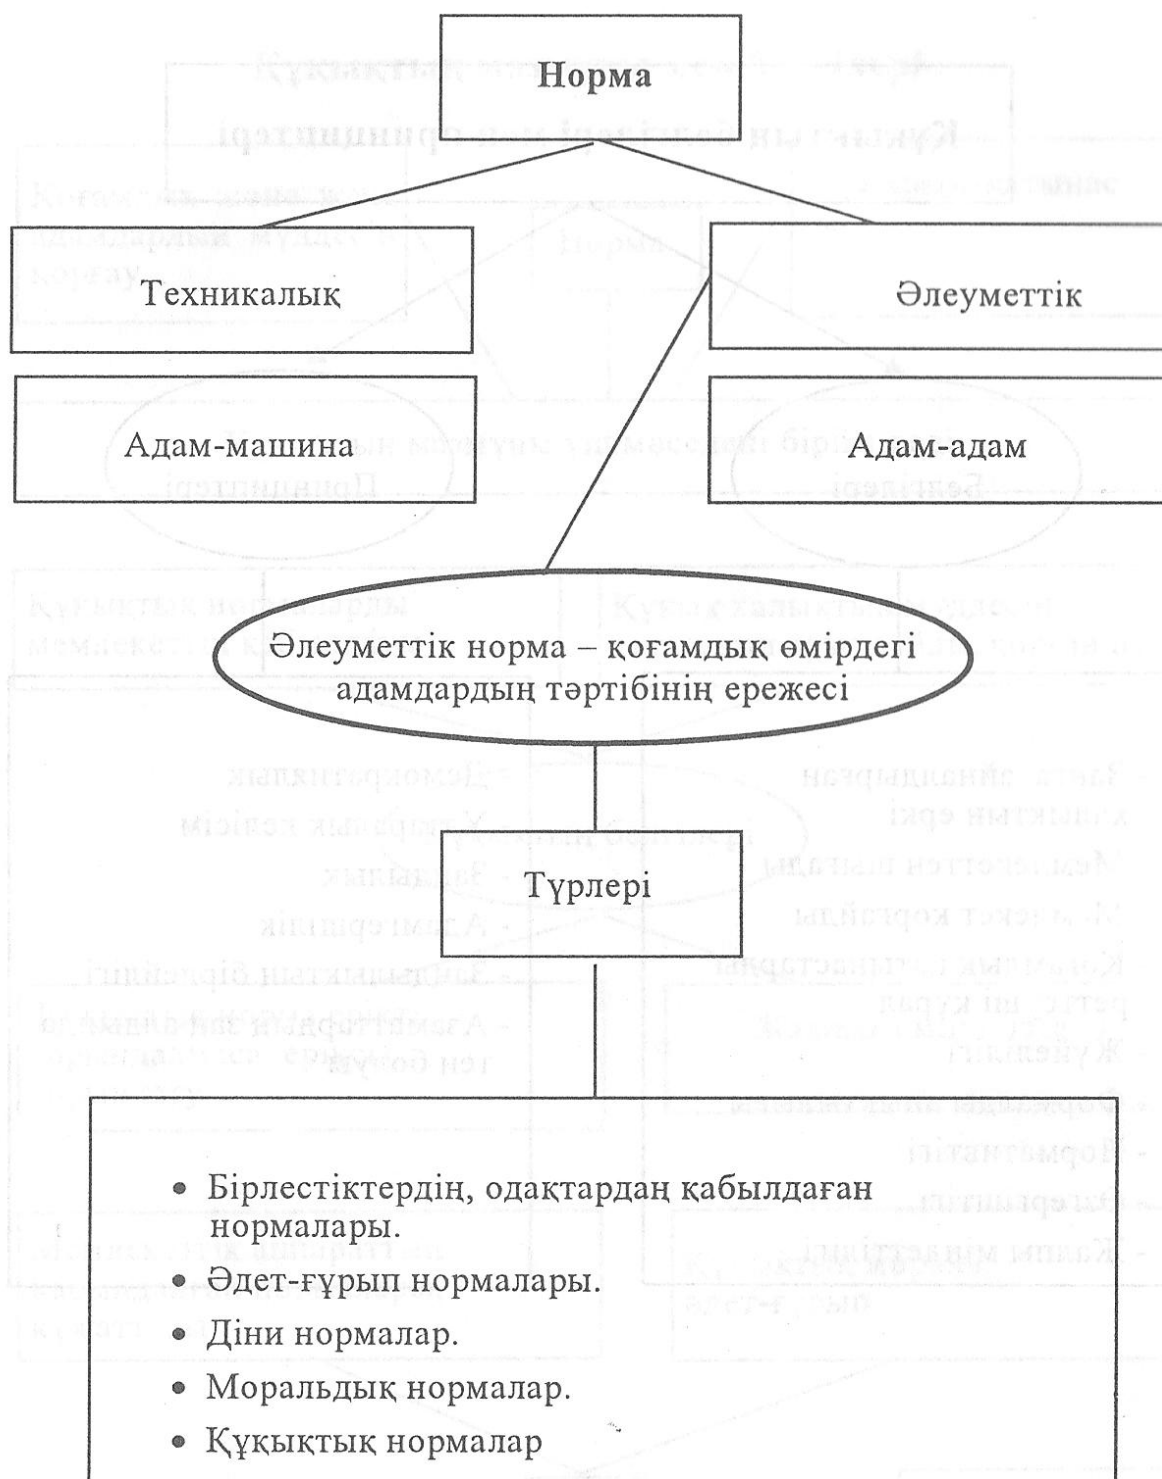 Норма
Техникалық
Әлеуметтік
Адам-машина
Адам-адам
Әлеуметтік норма – қоғамдық өмірдегі
адамдардың тәртібінің ережесі
Түрлері
• Бірлестіктердің, одақтардаң қабылдаған
нормалары.
• Әдет-ғұрып нормалары.
• Діни нормалар.
• Моральдық нормалар.
• Құқықтық нормалар